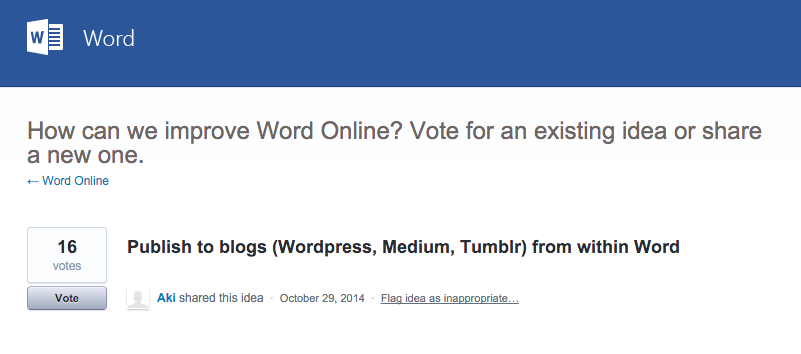 W Word
How can we improve Word Online? Vote for an existing idea or share
a new one.
← Word Online
16
votes
Vote
Publish to blogs (Wordpress, Medium, Tumblr) from within Word
Aki shared this idea · October 29, 2014 · Flag idea as inappropriate…